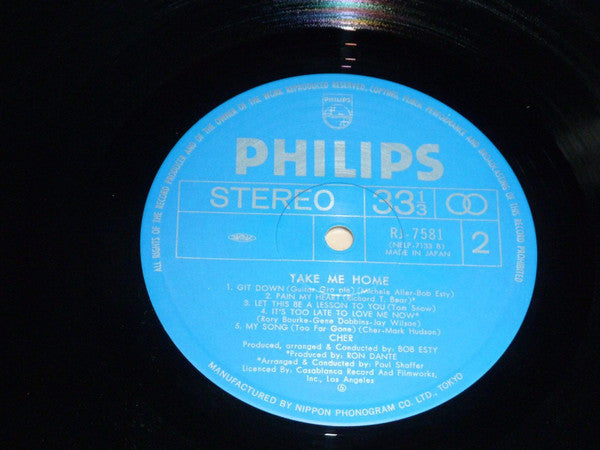 ALL RIGHTS OF THE RECORD PRODUCER AND OF THE OWNER OF THE WORK REPRODUCED RESERVED. COPYING, PUBLIC PERFORMANCE AND BROADCASTING OF THIS RECORD PROHIBITED
PHILIPS
PHILIPS
STEREO 33 1/3
RJ-7581 2
(NBLP-7133 B)
MADE IN JAPAN
TAKE ME HOME
1. GIT DOWN (Guitar Groupie) (Michele Aller-Bob Esty)
2. PAIN MY HEART (Richard T. Bear)*
3. LET THIS BE A LESSON TO YOU (Tom Snow)
4. IT'S TOO LATE TO LOVE ME NOW*
(Rory Bourke-Gene Dobbins-Jay Wilson)
5. MY SONG (Too Far Gone) (Cher-Mark Hudson)
CHER
Produced, arranged & Conducted by: BOB ESTY
*Produced by: RON DANTE
*Arranged & Conducted by: Paul Shaffer
Licenced By: Casablanca Record And Filmworks,
Inc., Los Angeles
MANUFACTURED BY NIPPON PHONOGRAM CO. LTD., TOKYO